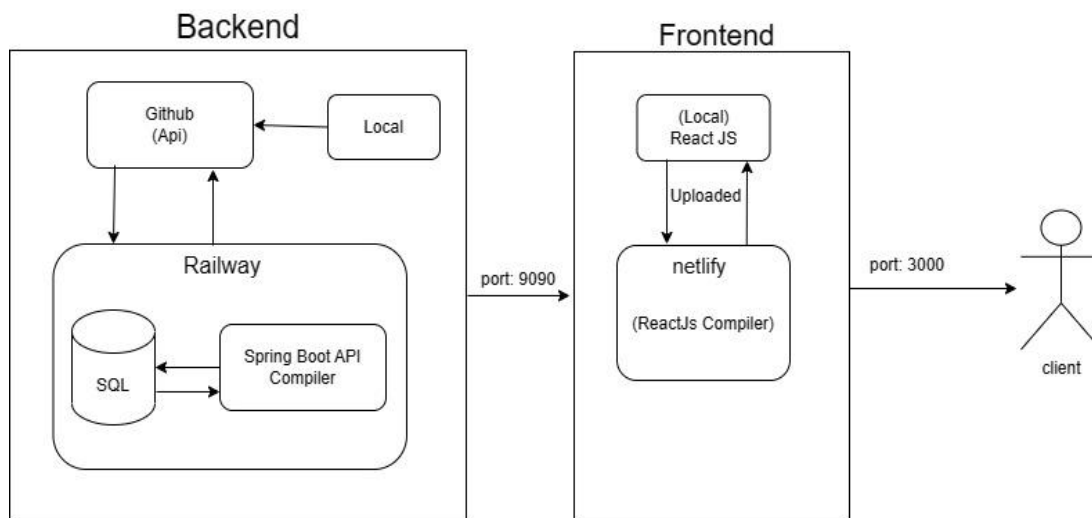 Backend
Frontend
Github
(Api)
Local
(Local)
React JS
Uploaded
Railway
netlify
port: 9090
port: 3000
(ReactJs Compiler)
SQL
Spring Boot API
Compiler
client